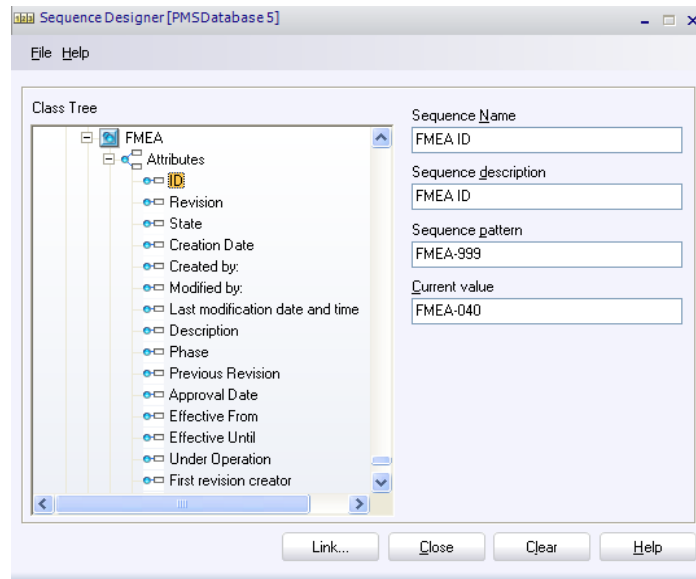 Sequence Designer [PMSDatabase 5]
File Help
Class Tree
FMEA
Attributes
ID
Revision
State
Creation Date
Created by:
Modified by:
Last modification date and time
Description
Phase
Previous Revision
Approval Date
Effective From
Effective Until
Under Operation
First revision creator
Sequence Name
FMEA ID
Sequence description
FMEA ID
Sequence pattern
FMEA-999
Current value
FMEA-040
Link... Close Clear Help